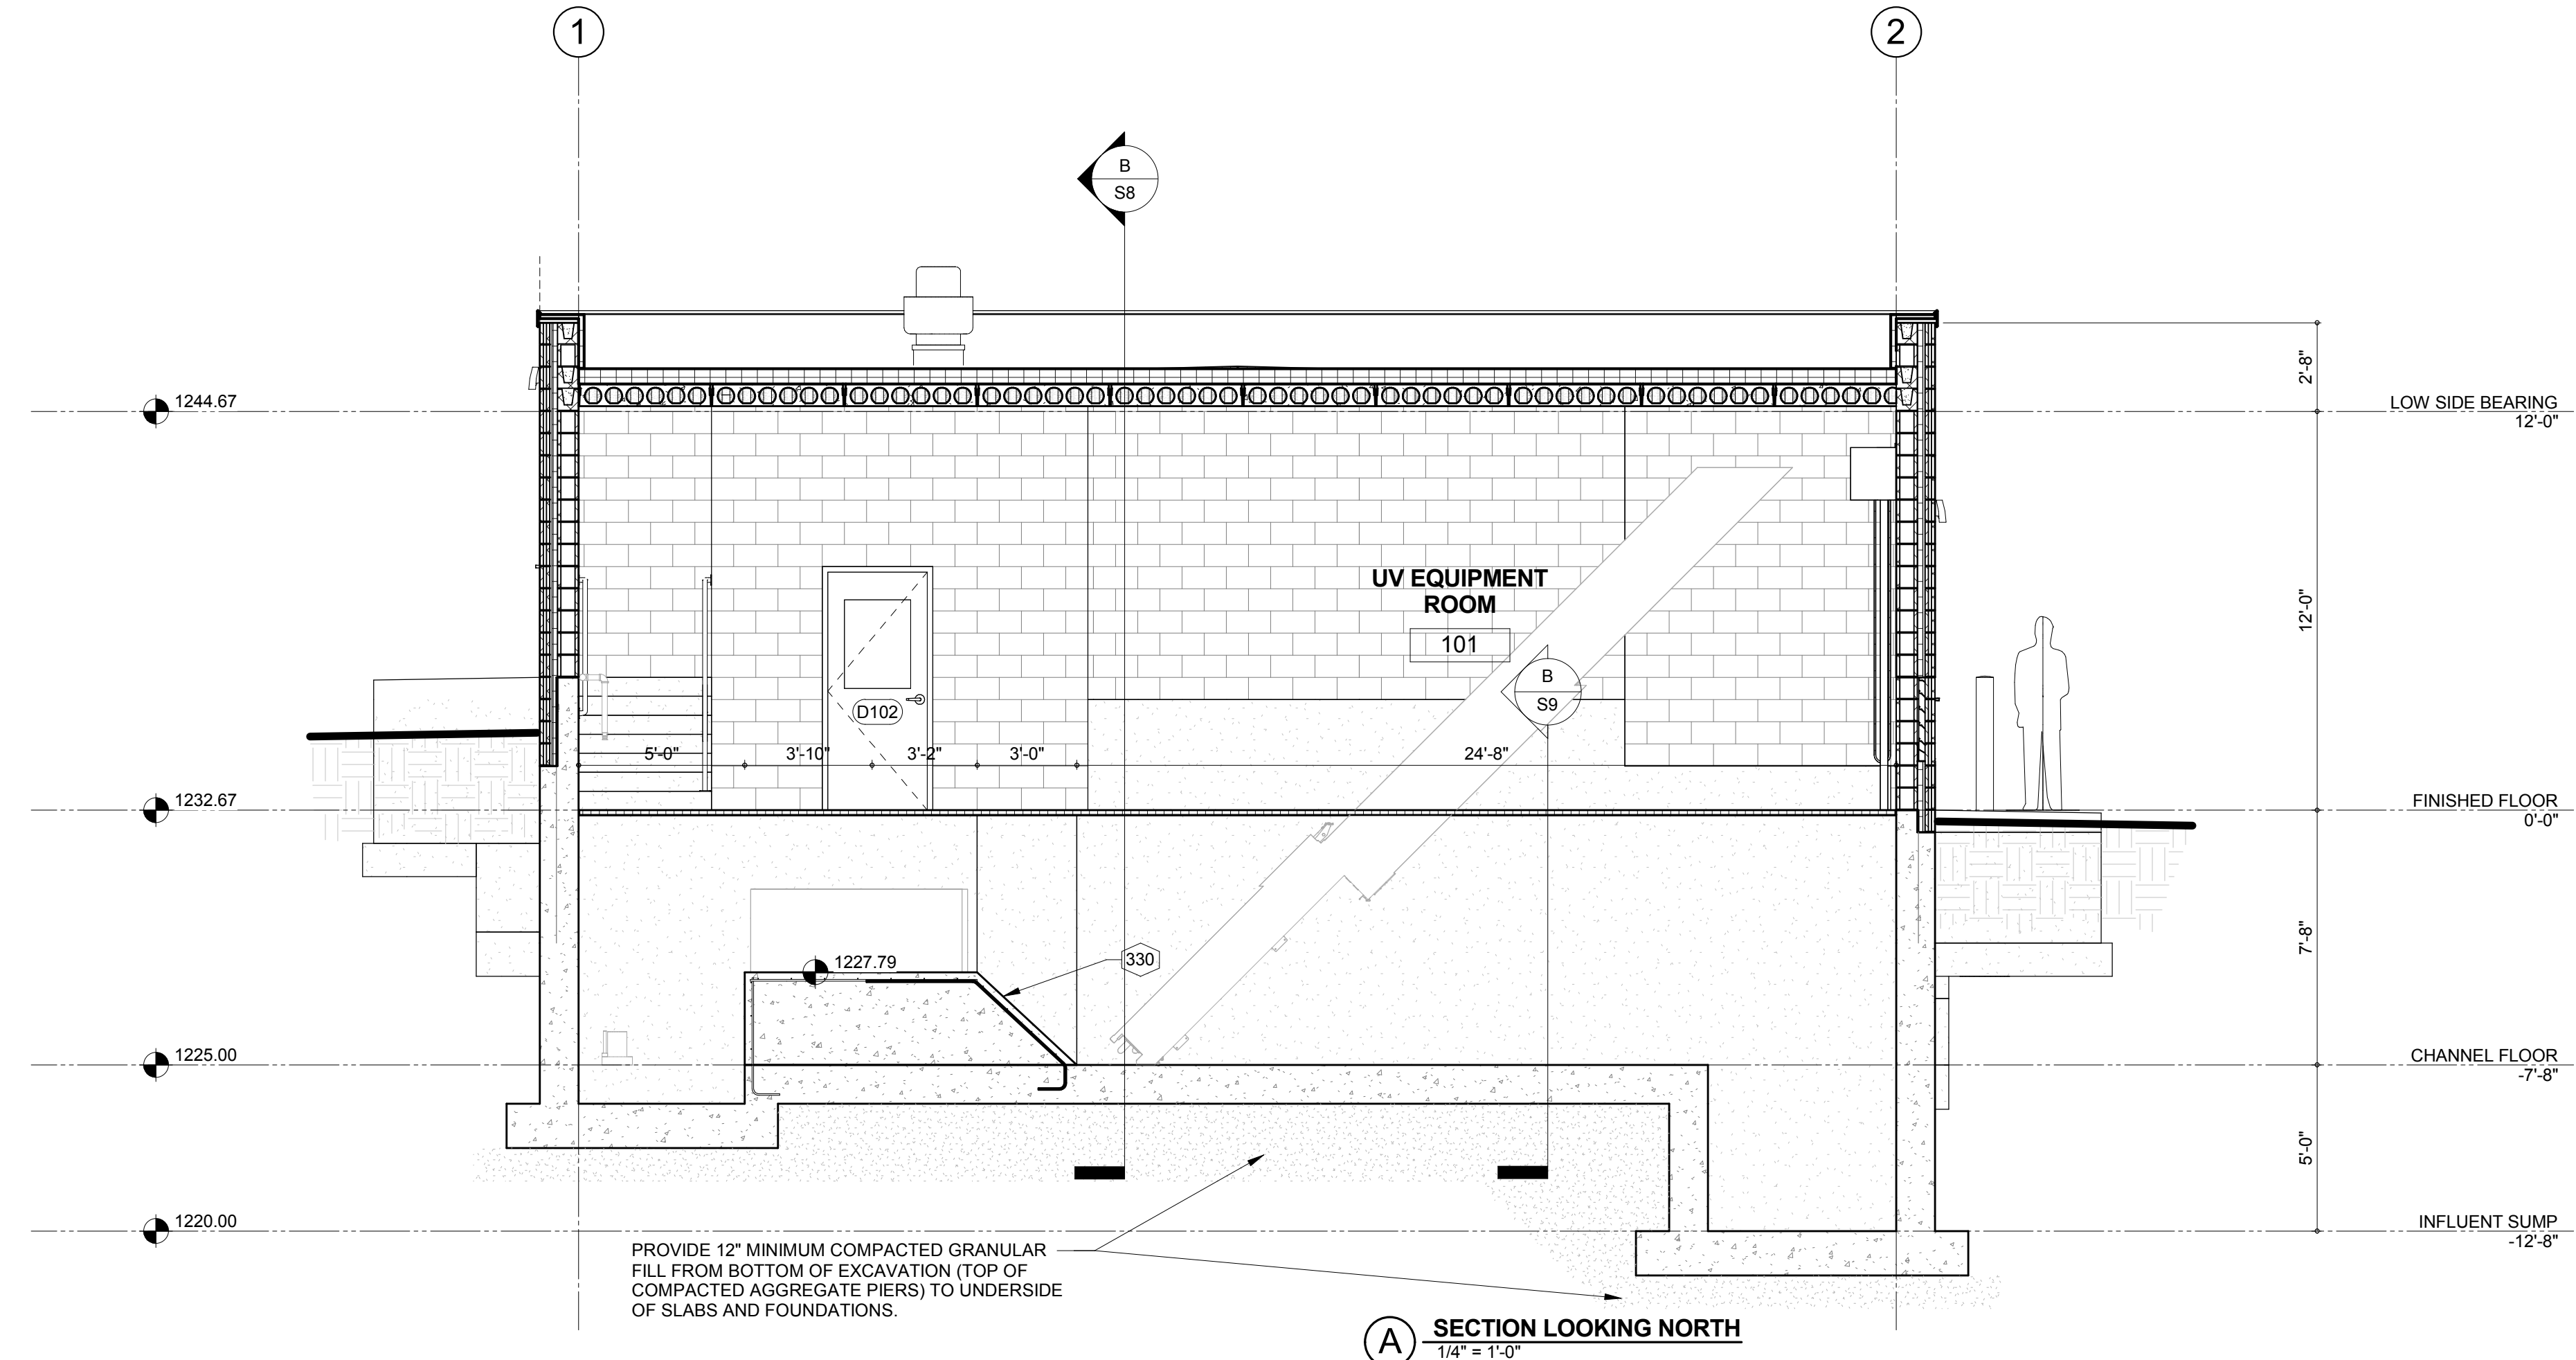 1
2
B
S8
1244.67
LOW SIDE BEARING
12'-0"
2'-8"
12'-0"
UV EQUIPMENT
ROOM
101
B
S9
D102
5'-0"
3'-10"
3'-2"
3'-0"
24'-8"
1232.67
FINISHED FLOOR
0'-0"
7'-8"
1227.79
330
1225.00
CHANNEL FLOOR
-7'-8"
5'-0"
1220.00
INFLUENT SUMP
-12'-8"
PROVIDE 12" MINIMUM COMPACTED GRANULAR
FILL FROM BOTTOM OF EXCAVATION (TOP OF
COMPACTED AGGREGATE PIERS) TO UNDERSIDE
OF SLABS AND FOUNDATIONS.
A
SECTION LOOKING NORTH
1/4" = 1'-0"